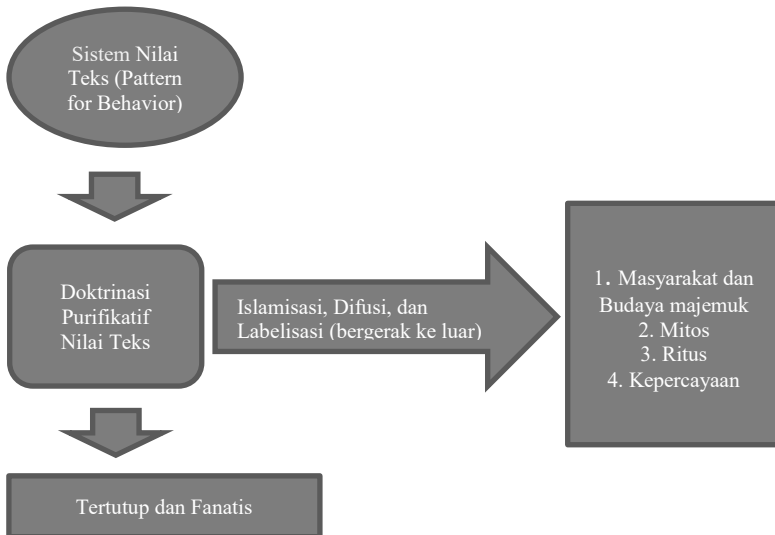 Sistem Nilai
Teks (Pattern
for Behavior)
Doktrinasi
Purifikatif
Nilai Teks
Islamisasi, Difusi, dan
Labelisasi (bergerak ke luar)
1. Masyarakat dan
Budaya majemuk
2. Mitos
3. Ritus
4. Kepercayaan
Tertutup dan Fanatis